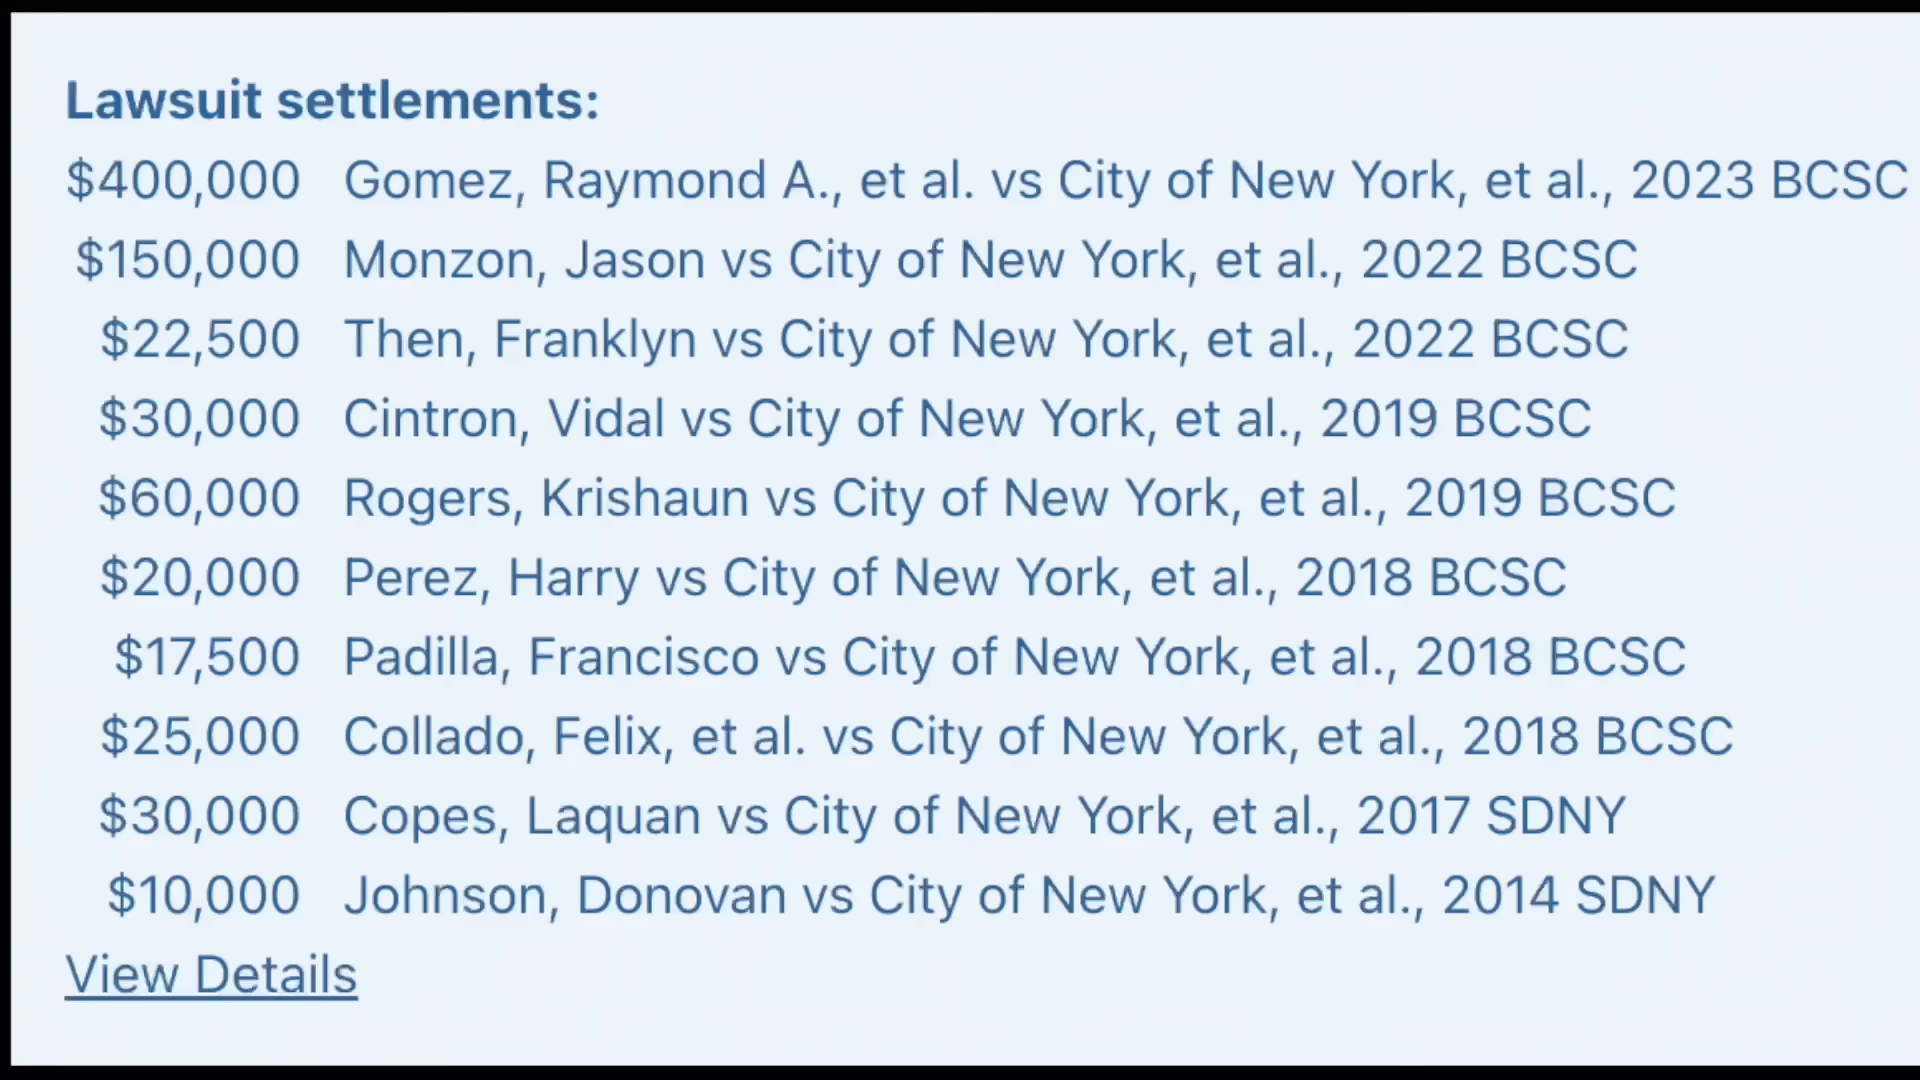 Lawsuit settlements:
$400,000 Gomez, Raymond A., et al. vs City of New York, et al., 2023 BCSC
$150,000 Monzon, Jason vs City of New York, et al., 2022 BCSC
$22,500 Then, Franklyn vs City of New York, et al., 2022 BCSC
$30,000 Cintron, Vidal vs City of New York, et al., 2019 BCSC
$60,000 Rogers, Krishaun vs City of New York, et al., 2019 BCSC
$20,000 Perez, Harry vs City of New York, et al., 2018 BCSC
$17,500 Padilla, Francisco vs City of New York, et al., 2018 BCSC
$25,000 Collado, Felix, et al. vs City of New York, et al., 2018 BCSC
$30,000 Copes, Laquan vs City of New York, et al., 2017 SDNY
$10,000 Johnson, Donovan vs City of New York, et al., 2014 SDNY
View Details